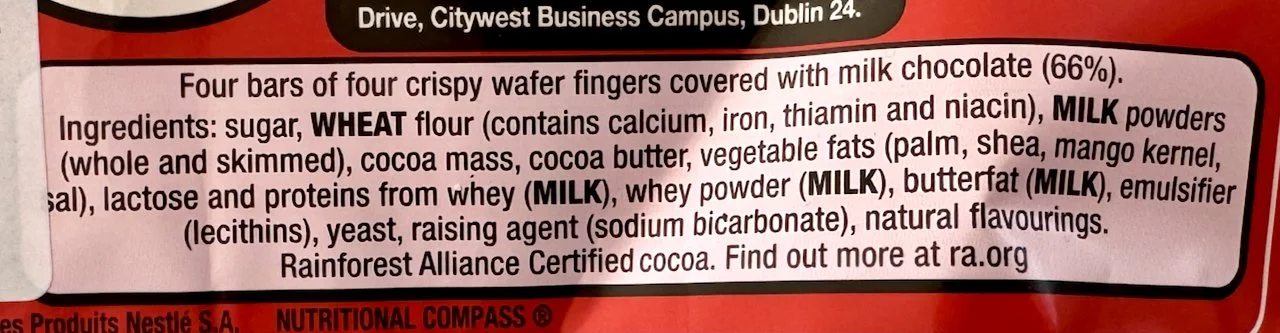 Drive, Citywest Business Campus, Dublin 24.
Four bars of four crispy wafer fingers covered with milk chocolate (66%).
Ingredients: sugar, WHEAT flour (contains calcium, iron, thiamin and niacin), MILK powders
(whole and skimmed), cocoa mass, cocoa butter, vegetable fats (palm, shea, mango kernel,
sal), lactose and proteins from whey (MILK), whey powder (MILK), butterfat (MILK), emulsifier
(lecithins), yeast, raising agent (sodium bicarbonate), natural flavourings.
Rainforest Alliance Certified cocoa. Find out more at ra.org
es Produits Nestlé S.A. NUTRITIONAL COMPASS ®